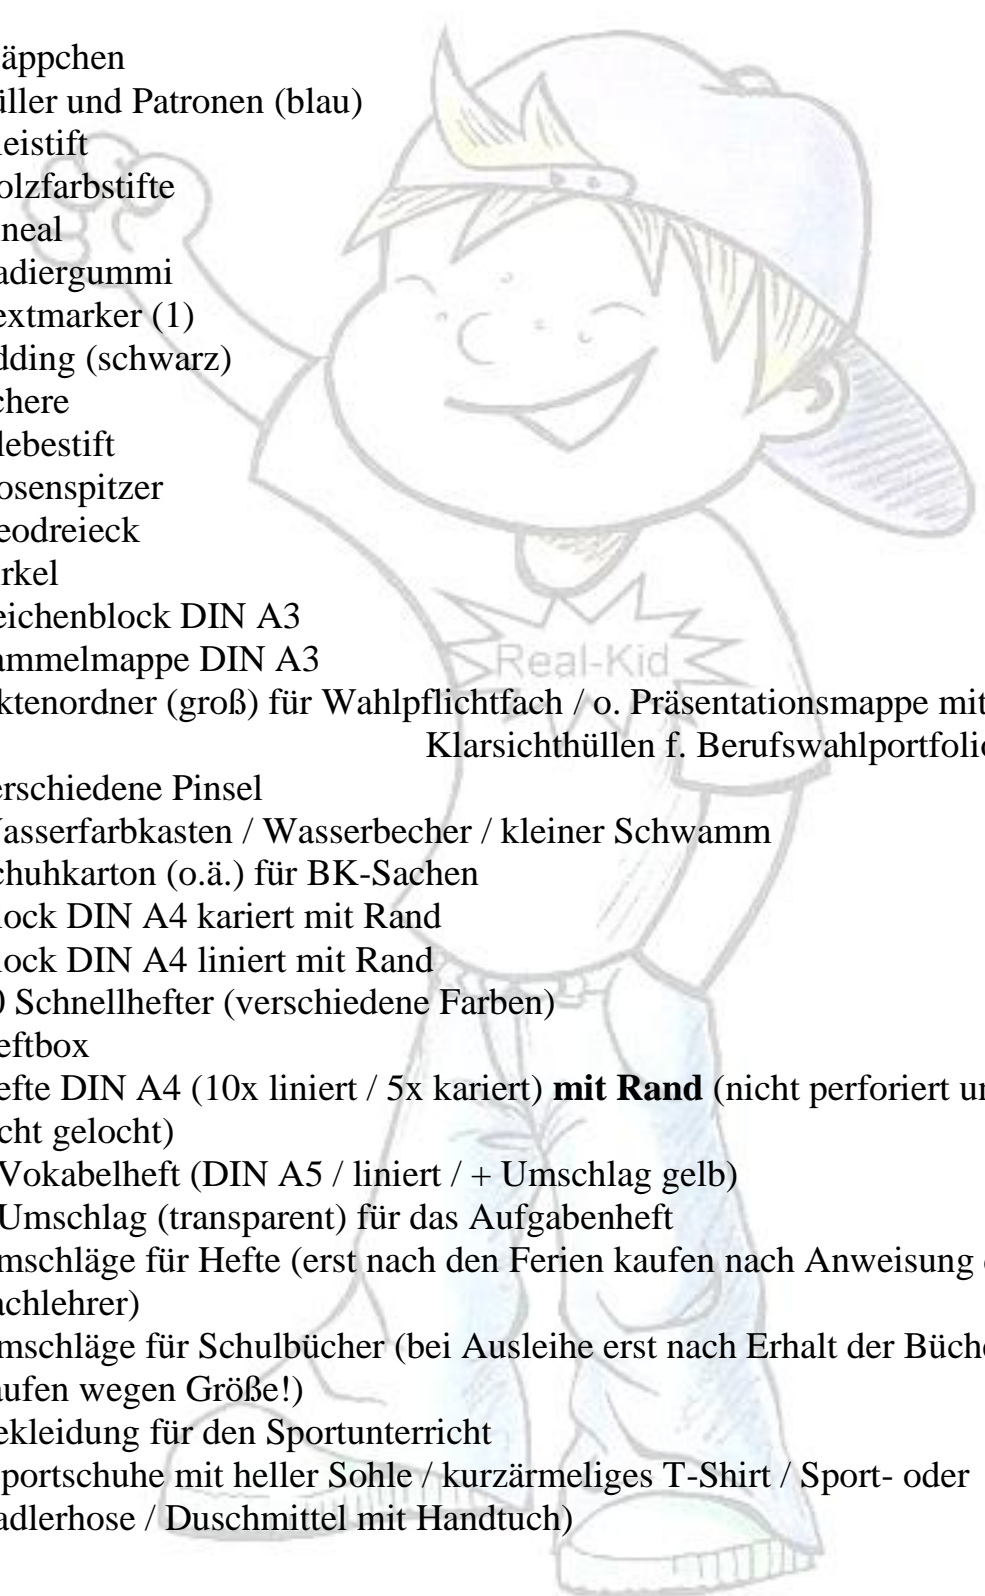 äppchen
üller und Patronen (blau)
leistift
olzfarbstifte
neal
adiergummi
extmarker (1)
dding (schwarz)
chere
lebestift
osenspitzer
eodreieck
irkel
eichenblock DIN A3
ammelmappe DIN A3
Real-Kid
ktenordner (groß) für Wahlpflichtfach / o. Präsentationsmappe mit
Klarsichthüllen f. Berufswahlportfolio
erschiedene Pinsel
Wasserfarbkasten / Wasserbecher / kleiner Schwamm
chuhkarton (o.ä.) für BK-Sachen
lock DIN A4 kariert mit Rand
lock DIN A4 liniert mit Rand
0 Schnellhefter (verschiedene Farben)
eftbox
efte DIN A4 (10x liniert / 5x kariert) mit Rand (nicht perforiert un
cht gelocht)
Vokabelheft (DIN A5 / liniert / + Umschlag gelb)
Umschlag (transparent) für das Aufgabenheft
mschläge für Hefte (erst nach den Ferien kaufen nach Anweisung
achlehrer)
mschläge für Schulbücher (bei Ausleihe erst nach Erhalt der Büche
aufen wegen Größe!)
ekleidung für den Sportunterricht
portschuhe mit heller Sohle / kurzärmeliges T-Shirt / Sport- oder
adlerhose / Duschmittel mit Handtuch)